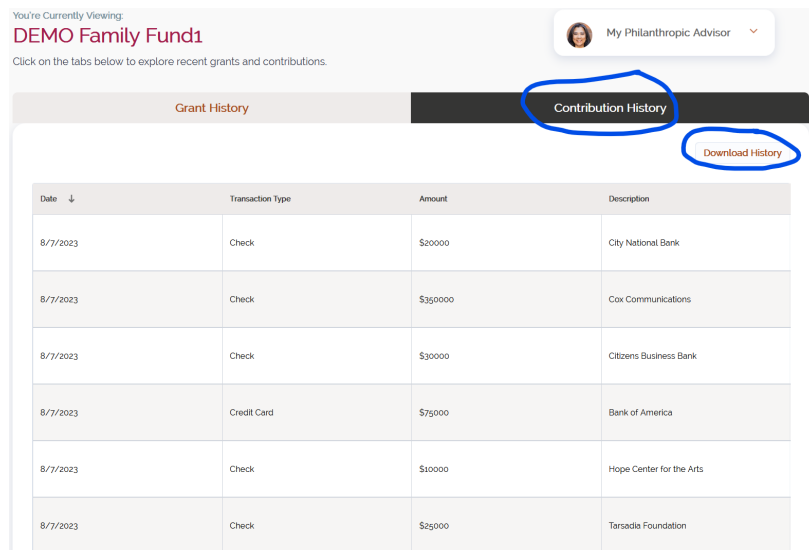 You're Currently Viewing:
DEMO Family Fund1
My Philanthropic Advisor
Click on the tabs below to explore recent grants and contributions.
Grant History Contribution History
Download History
Date ↓ Transaction Type Amount Description
8/7/2023 Check $20000 City National Bank
8/7/2023 Check $350000 Cox Communications
8/7/2023 Check $30000 Citizens Business Bank
8/7/2023 Credit Card $75000 Bank of America
8/7/2023 Check $10000 Hope Center for the Arts
8/7/2023 Check $25000 Tarsadia Foundation